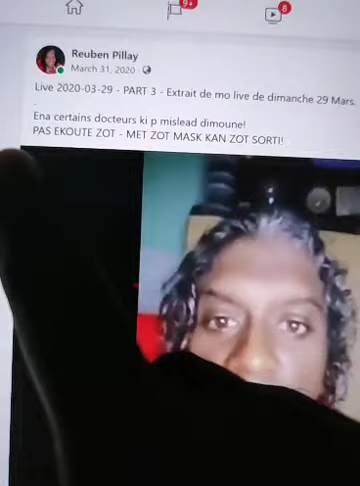 9+
8
Reuben Pillay
March 31, 2020 ·
Live 2020-03-29 - PART 3 - Extrait de mo live de dimanche 29 Mars.
.
Ena certains docteurs ki p mislead dimoune!
PAS EKOUTE ZOT - MET ZOT MASK KAN ZOT SORTI!